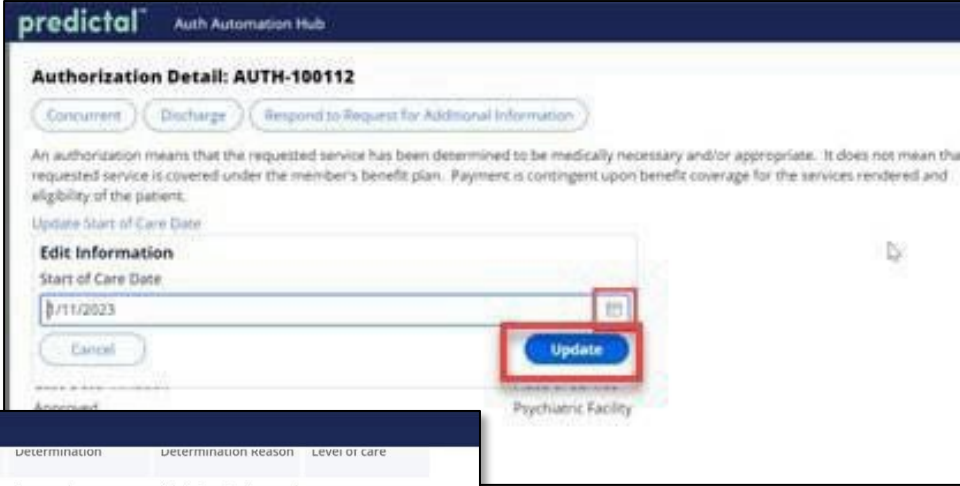 predictal™ Auth Automation Hub
Authorization Detail: AUTH-100112
Concurrent Discharge Respond to Request for Additional Information
An authorization means that the requested service has been determined to be medically necessary and/or appropriate. It does not mean tha
requested service is covered under the member's benefit plan. Payment is contingent upon benefit coverage for the services rendered and
eligibility of the patient.
Update Start of Care Date
Edit Information
Start of Care Date
/11/2023
Cancel Update
Approved Psychiatric Facility
Determination Determination Reason Level of care